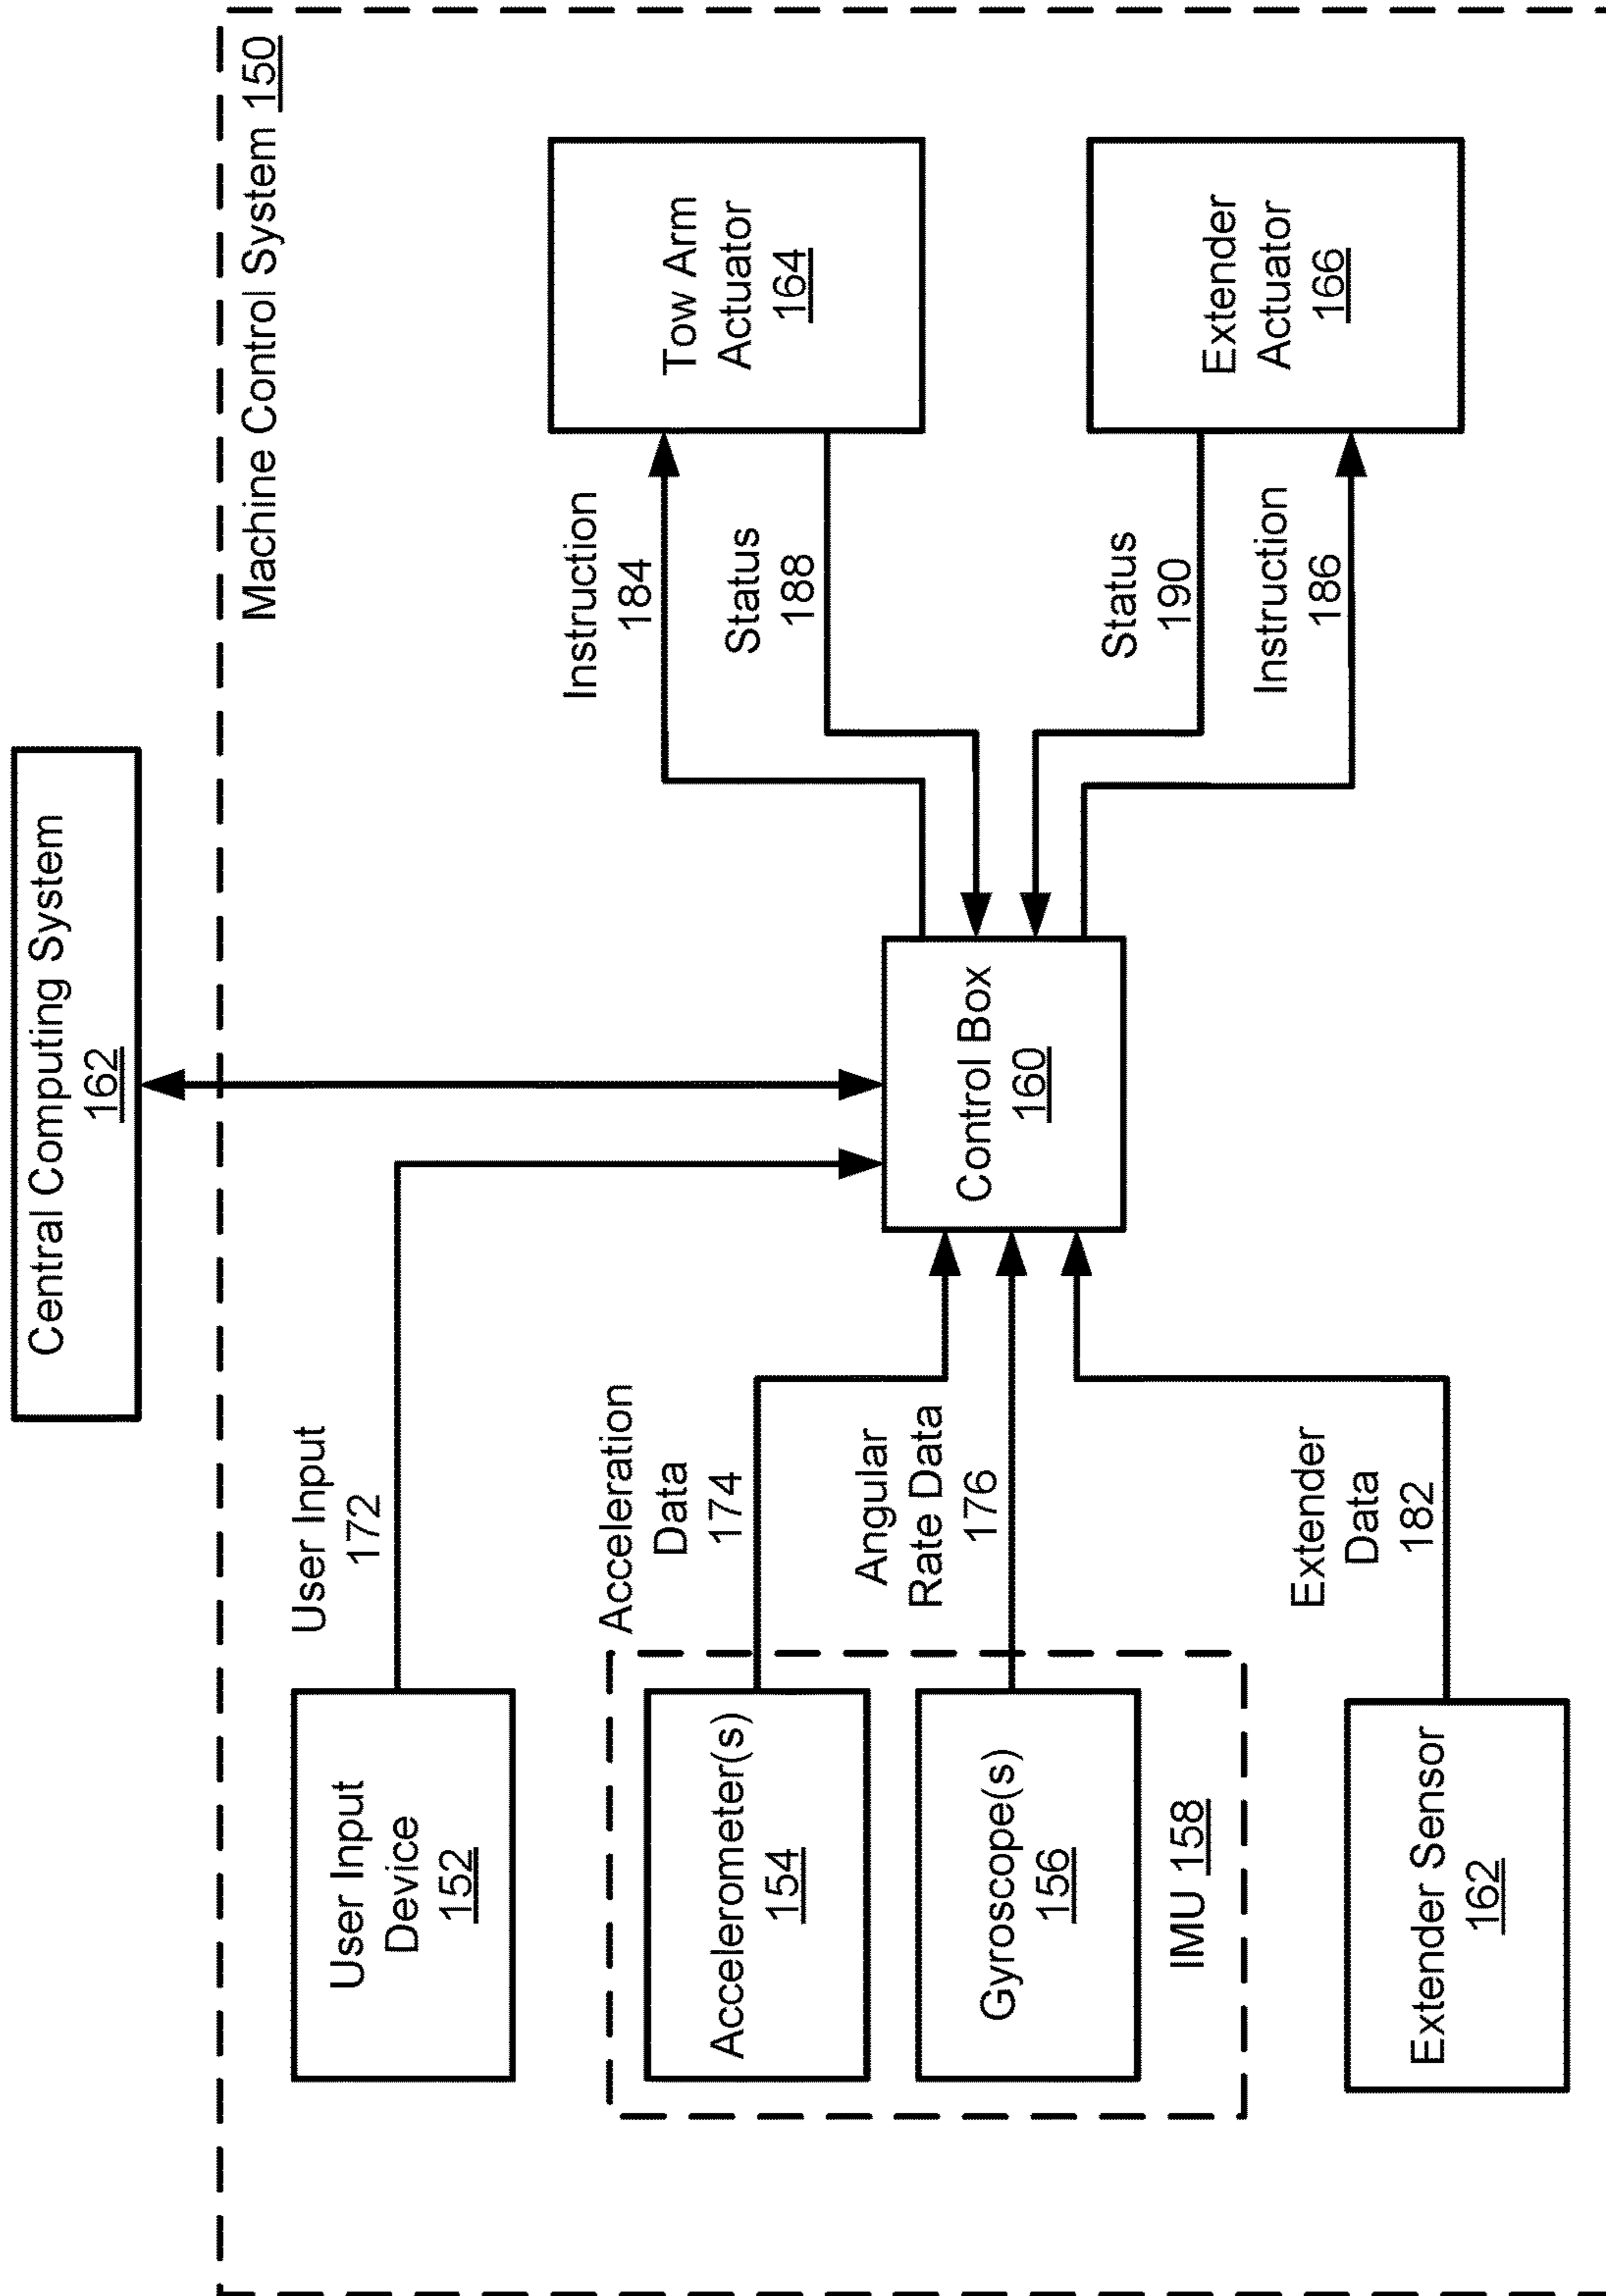 Central Computing System
162
Machine Control System 150
User Input
172
User Input
Device
152
Acceleration
Data
174
Accelerometer(s)
154
Angular
Rate Data
176
Gyroscope(s)
156
IMU 158
Extender
Data
182
Extender Sensor
162
Control Box
160
Instruction
184
Status
188
Tow Arm
Actuator
164
Status
190
Instruction
186
Extender
Actuator
166